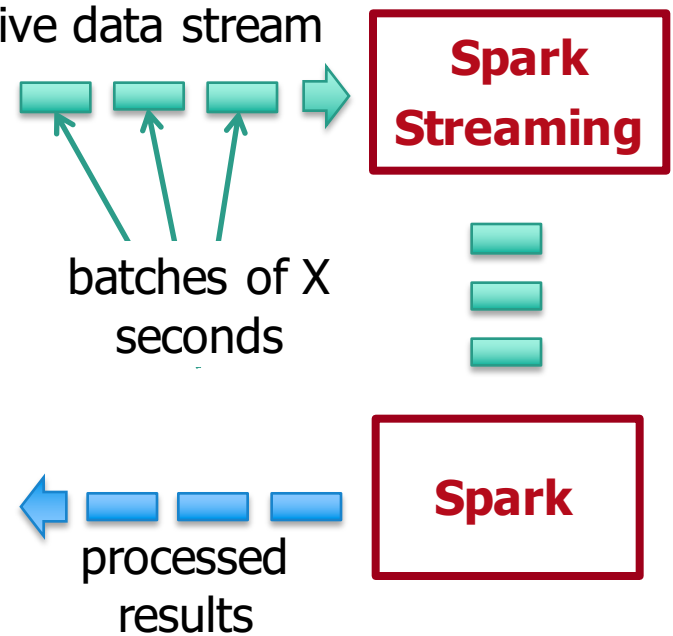 ive data stream
Spark
Streaming
batches of X
seconds
Spark
processed
results